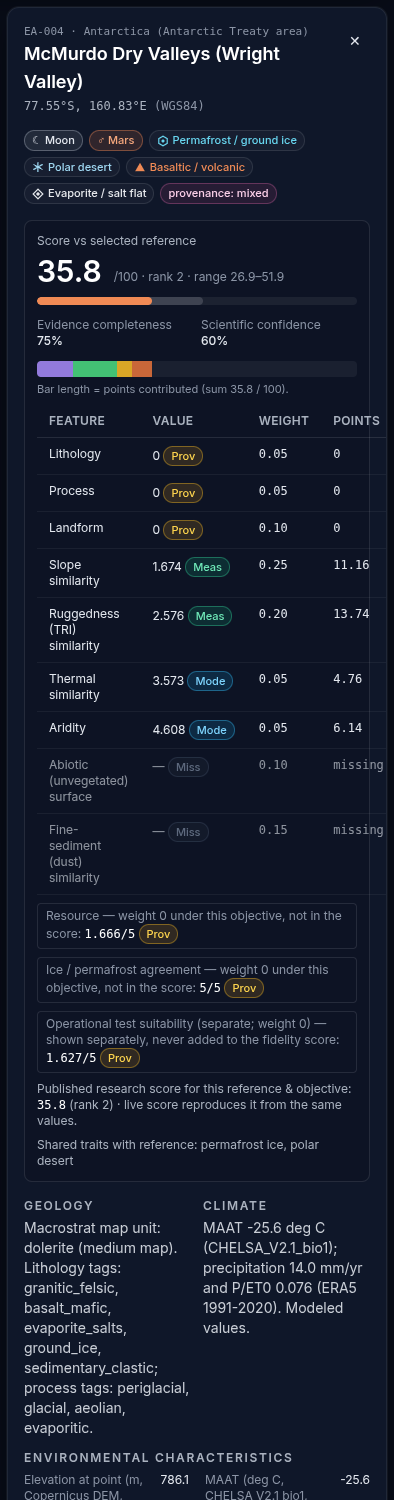 EA-004 · Antarctica (Antarctic Treaty area)
McMurdo Dry Valleys (Wright
Valley)
✕
77.55°S, 160.83°E (WGS84)
☾ Moon
♂ Mars
Permafrost / ground ice
Polar desert
Basaltic / volcanic
Evaporite / salt flat
provenance: mixed
Score vs selected reference
35.8 /100 · rank 2 · range 26.9–51.9
Evidence completeness
75%
Scientific confidence
60%
Bar length = points contributed (sum 35.8 / 100).
FEATURE VALUE WEIGHT POINTS
Lithology 0 Prov 0.05 0
Process 0 Prov 0.05 0
Landform 0 Prov 0.10 0
Slope
similarity
1.674 Meas 0.25 11.16
Ruggedness
(TRI)
similarity
2.576 Meas 0.20 13.74
Thermal
similarity
3.573 Mode 0.05 4.76
Aridity 4.608 Mode 0.05 6.14
Abiotic
(unvegetated)
surface
— Miss 0.10 missing
Fine-
sediment
(dust)
similarity
— Miss 0.15 missing
Resource — weight 0 under this objective, not in the
score: 1.666/5 Prov
Ice / permafrost agreement — weight 0 under this
objective, not in the score: 5/5 Prov
Operational test suitability (separate; weight 0) —
shown separately, never added to the fidelity score:
1.627/5 Prov
Published research score for this reference & objective:
35.8 (rank 2) · live score reproduces it from the same
values.
Shared traits with reference: permafrost ice, polar
desert
GEOLOGY
Macrostrat map unit:
dolerite (medium map).
Lithology tags:
granitic_felsic,
basalt_mafic,
evaporite_salts,
ground_ice,
sedimentary_clastic;
process tags: periglacial,
glacial, aeolian,
evaporitic.
CLIMATE
MAAT -25.6 deg C
(CHELSA_V2.1_bio1);
precipitation 14.0 mm/yr
and P/ET0 0.076 (ERA5
1991-2020). Modeled
values.
ENVIRONMENTAL CHARACTERISTICS
Elevation at point (m, 786.1
Copernicus DEM,
MAAT (deg C, -25.6
CHELSA V2.1 bio1,